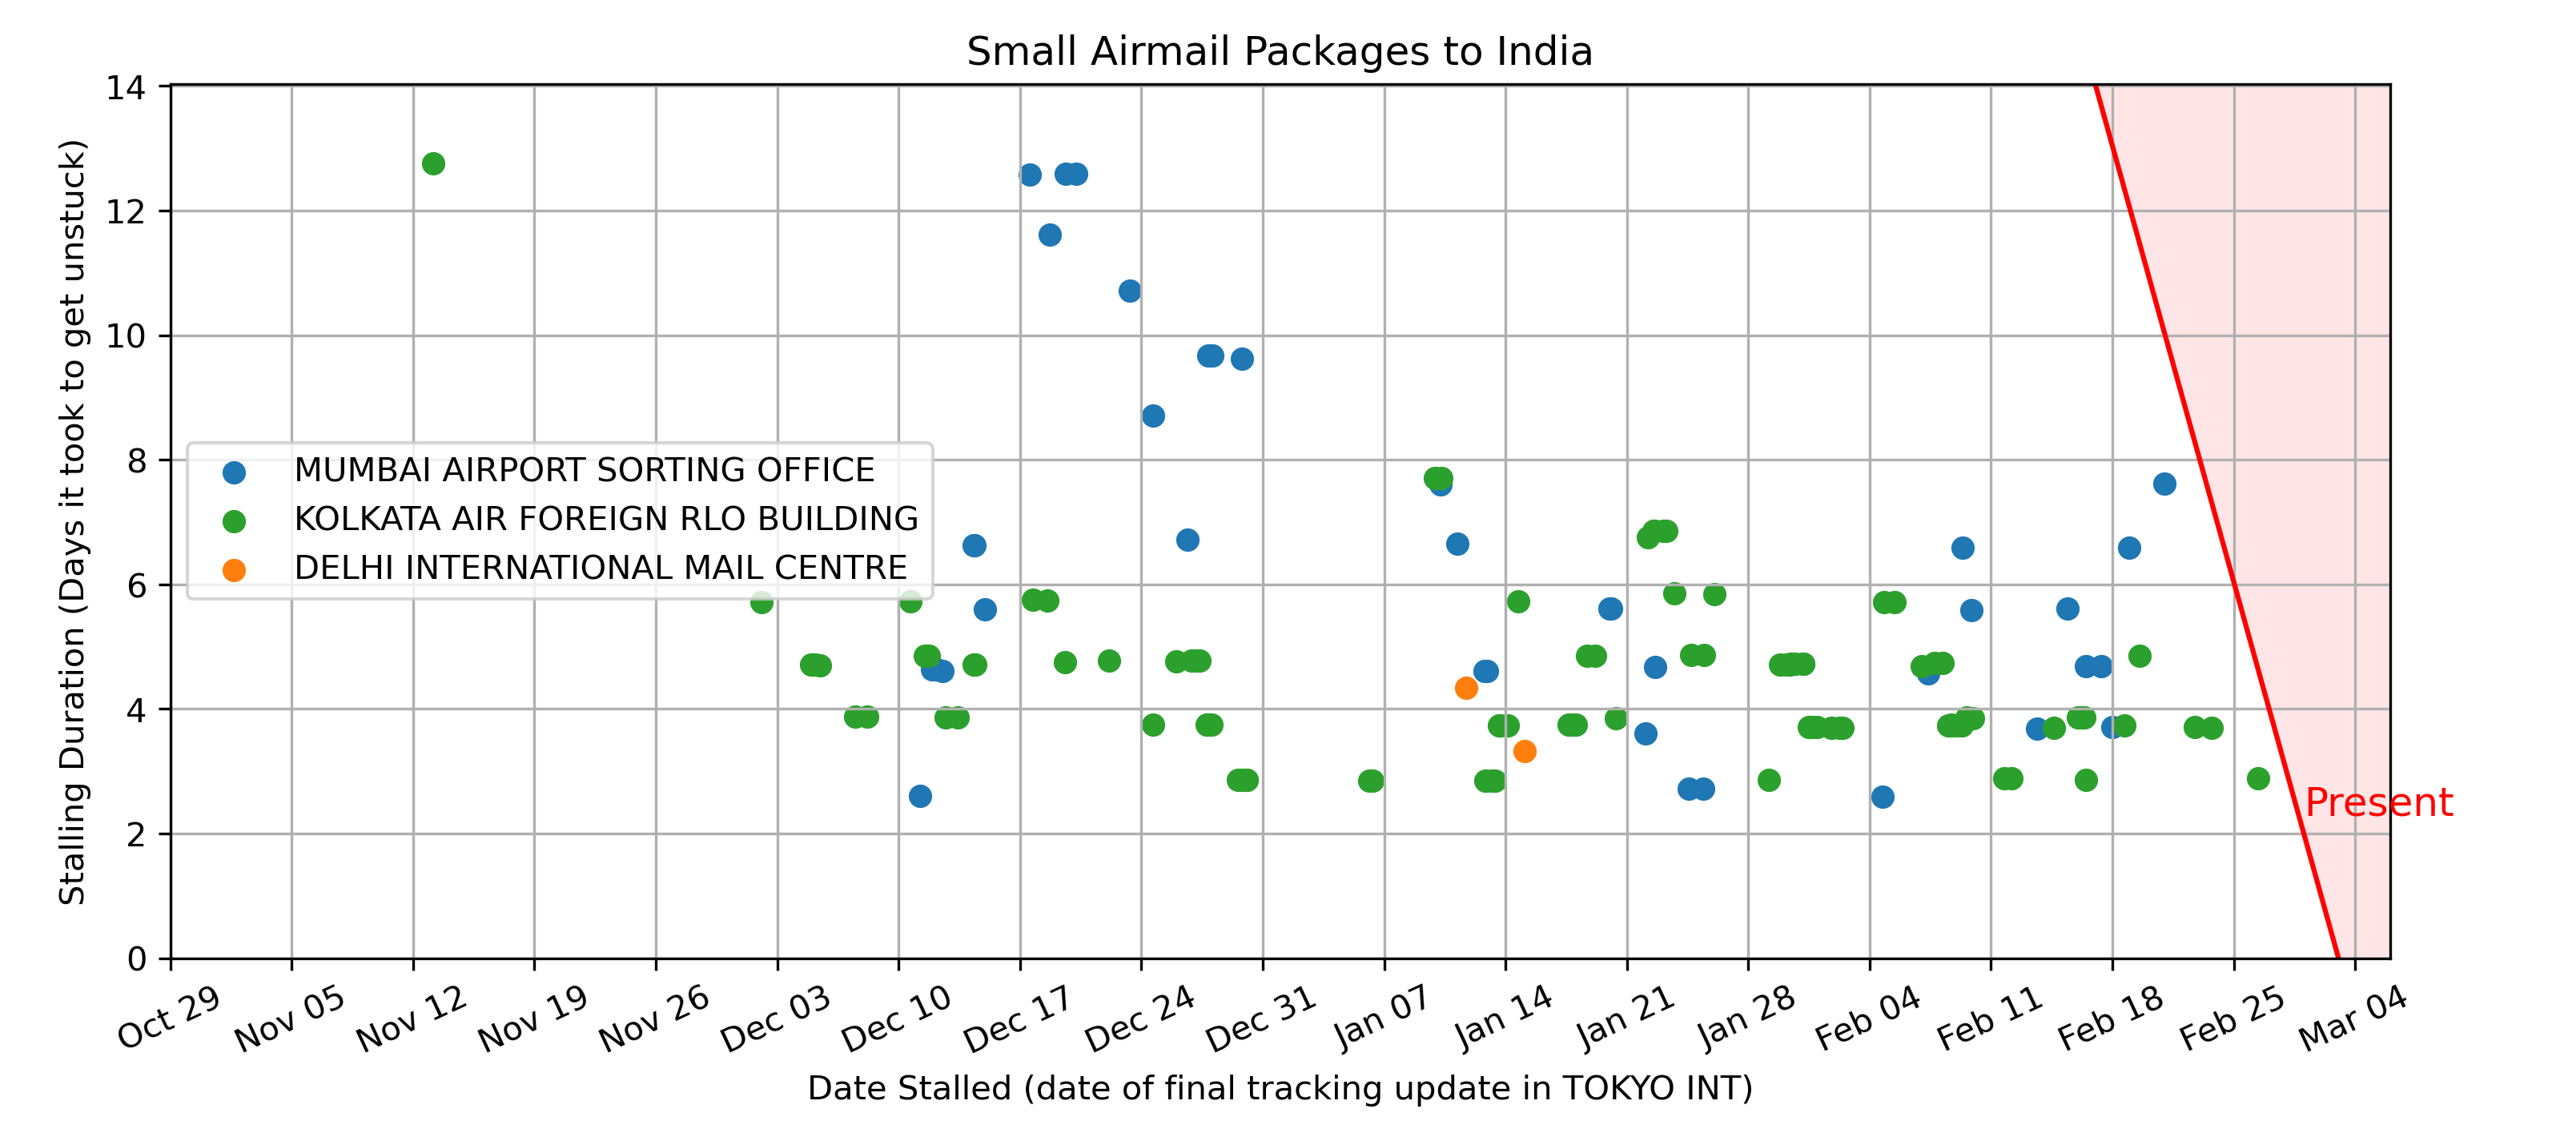 Small Airmail Packages to India
14
12
10
8
6
4
2
0
Stalling Duration (Days it took to get unstuck)
MUMBAI AIRPORT SORTING OFFICE
KOLKATA AIR FOREIGN RLO BUILDING
DELHI INTERNATIONAL MAIL CENTRE
Present
Oct 29
Nov 05
Nov 12
Nov 19
Nov 26
Dec 03
Dec 10
Dec 17
Dec 24
Dec 31
Jan 07
Jan 14
Jan 21
Jan 28
Feb 04
Feb 11
Feb 18
Feb 25
Mar 04
Date Stalled (date of final tracking update in TOKYO INT)